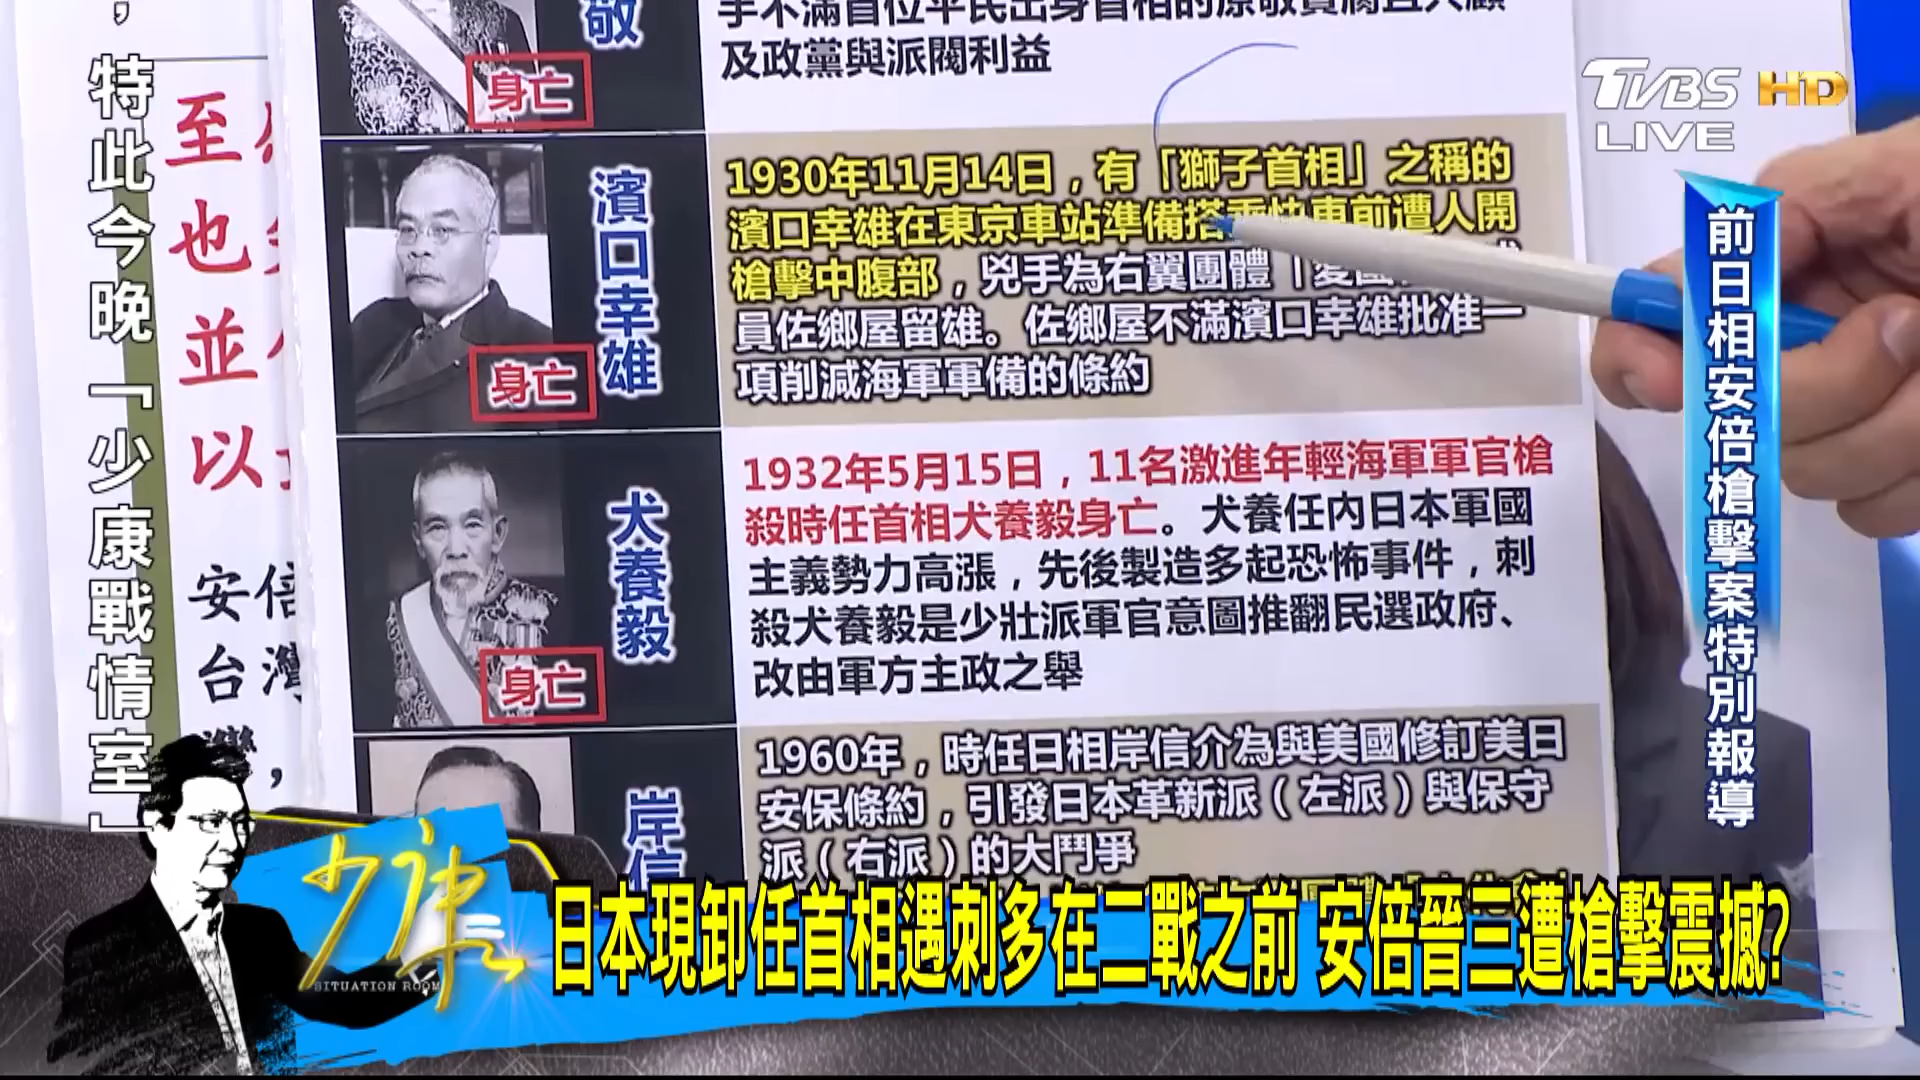 ，特此今晚「少康戰情室」
至
也
並
以
安倍
台灣
，
敬
身亡
手不滿首位平民出身首相的原敬貪腐且只顧
及政黨與派閥利益
濱口幸雄
身亡
1930年11月14日，有「獅子首相」之稱的
濱口幸雄在東京車站準備搭乘快車前遭人開
槍擊中腹部，兇手為右翼團體「愛國
員佐鄉屋留雄。佐鄉屋不滿濱口幸雄批准一
項削減海軍軍備的條約
犬養毅
身亡
1932年5月15日，11名激進年輕海軍軍官槍
殺時任首相犬養毅身亡。犬養任內日本軍國
主義勢力高漲，先後製造多起恐怖事件，刺
殺犬養毅是少壯派軍官意圖推翻民選政府、
改由軍方主政之舉
岸信
1960年，時任日相岸信介為與美國修訂美日
安保條約，引發日本革新派（左派）與保守
派（右派）的大鬥爭
TVBS HD
LIVE
前日相安倍槍擊案特別報導
少康
SITUATION ROOM
日本現卸任首相遇刺多在二戰之前 安倍晉三遭槍擊震撼?